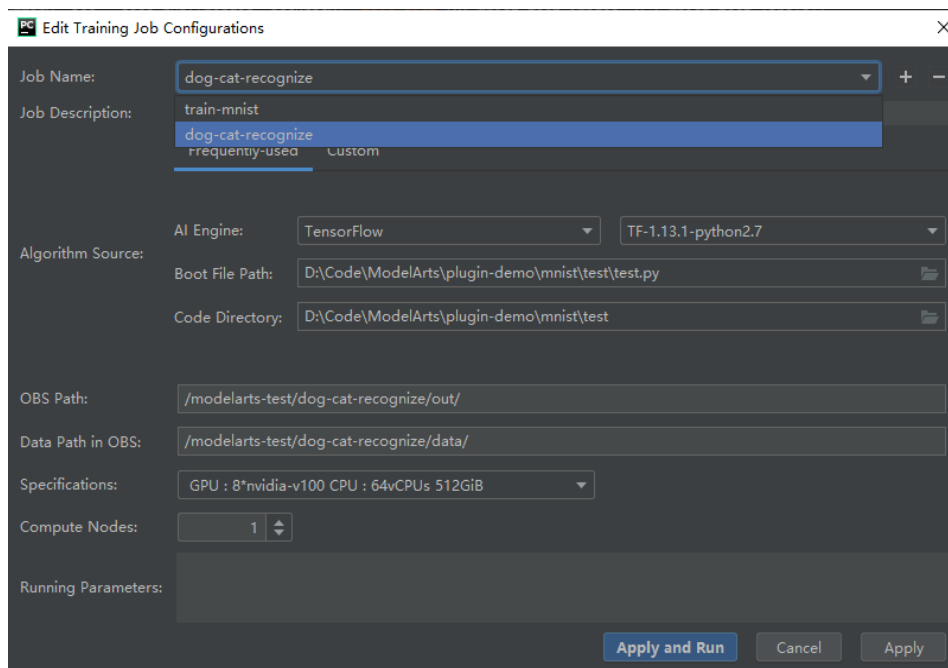 PC Edit Training Job Configurations
Job Name: dog-cat-recognize
train-mnist
Job Description:
dog-cat-recognize
Frequently-used Custom
Algorithm Source:
AI Engine: TensorFlow TF-1.13.1-python2.7
Boot File Path: D:\Code\ModelArts\plugin-demo\mnist\test\test.py
Code Directory: D:\Code\ModelArts\plugin-demo\mnist\test
OBS Path: /modelarts-test/dog-cat-recognize/out/
Data Path in OBS: /modelarts-test/dog-cat-recognize/data/
Specifications: GPU : 8*nvidia-v100 CPU : 64vCPUs 512GiB
Compute Nodes: 1
Running Parameters:
Apply and Run Cancel Apply